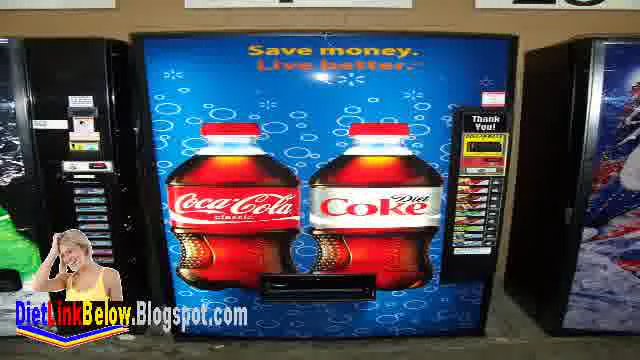 Save money.
Live better.
Thank
You!
Coca-Cola
classic
Diet
Coke
DietLinkBelow.Blogspot.com